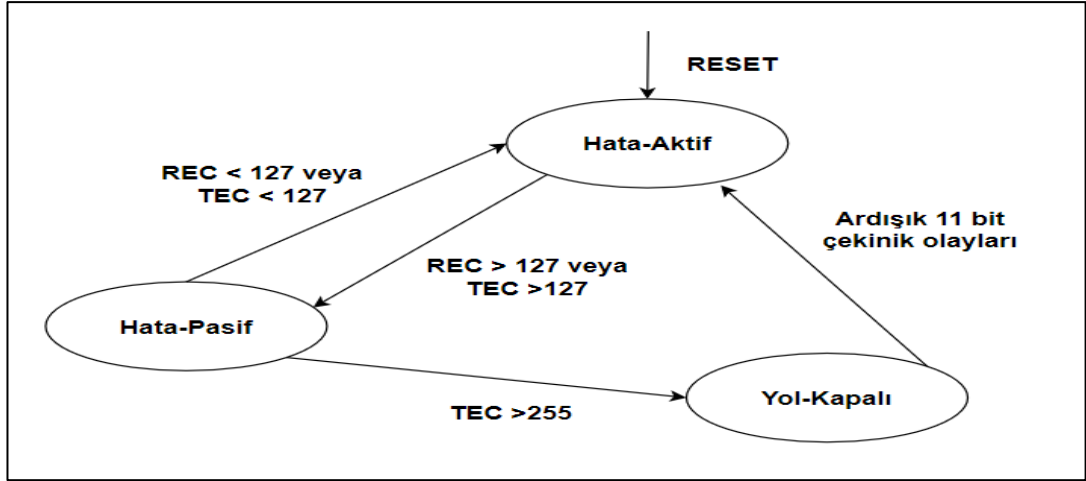 RESET
Hata-Aktif
REC < 127 veya
TEC < 127
Ardışık 11 bit
çekinik olayları
REC > 127 veya
TEC >127
Hata-Pasif
TEC >255
Yol-Kapalı